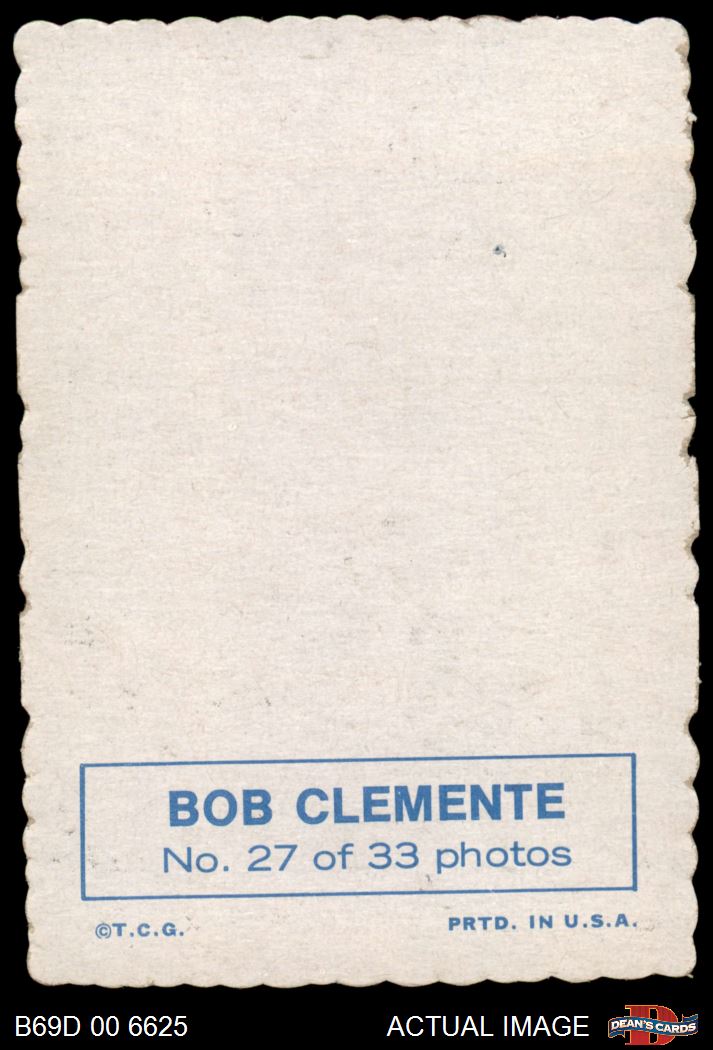 BOB CLEMENTE
No. 27 of 33 photos
©T.C.G.
PRTD. IN U.S.A.
B69D 00 6625
ACTUAL IMAGE
DEAN'S CARDS